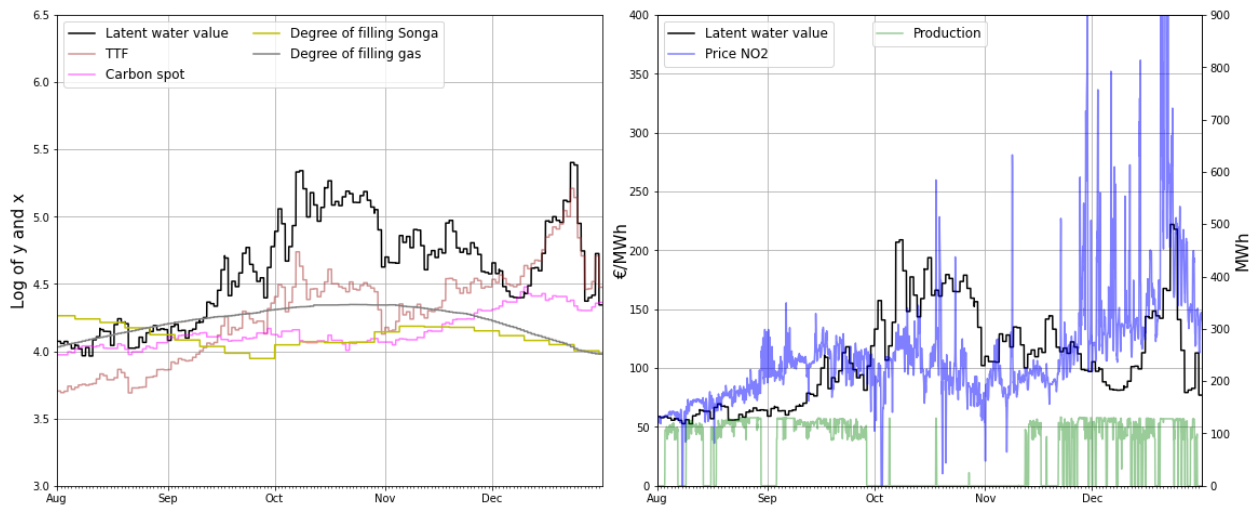 Latent water value
TTF
Carbon spot
Degree of filling Songa
Degree of filling gas
Log of y and x
6.5
6.0
5.5
5.0
4.5
4.0
3.5
3.0
Aug
Sep
Oct
Nov
Dec
Latent water value
Price NO2
Production
€/MWh
400
350
300
250
200
150
100
50
0
Aug
Sep
Oct
Nov
Dec
900
800
700
600
500
400
300
200
100
0
MWh